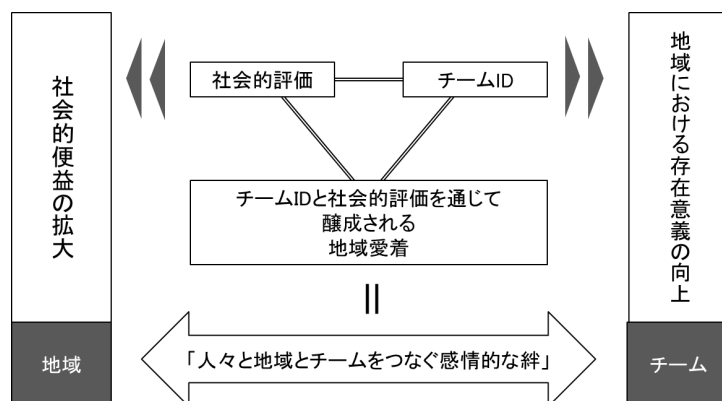 社会的便益の拡大
地域
社会的評価
チームID
チームIDと社会的評価を通じて
醸成される
地域愛着
「人々と地域とチームをつなぐ感情的な絆」
地域における存在意義の向上
チーム